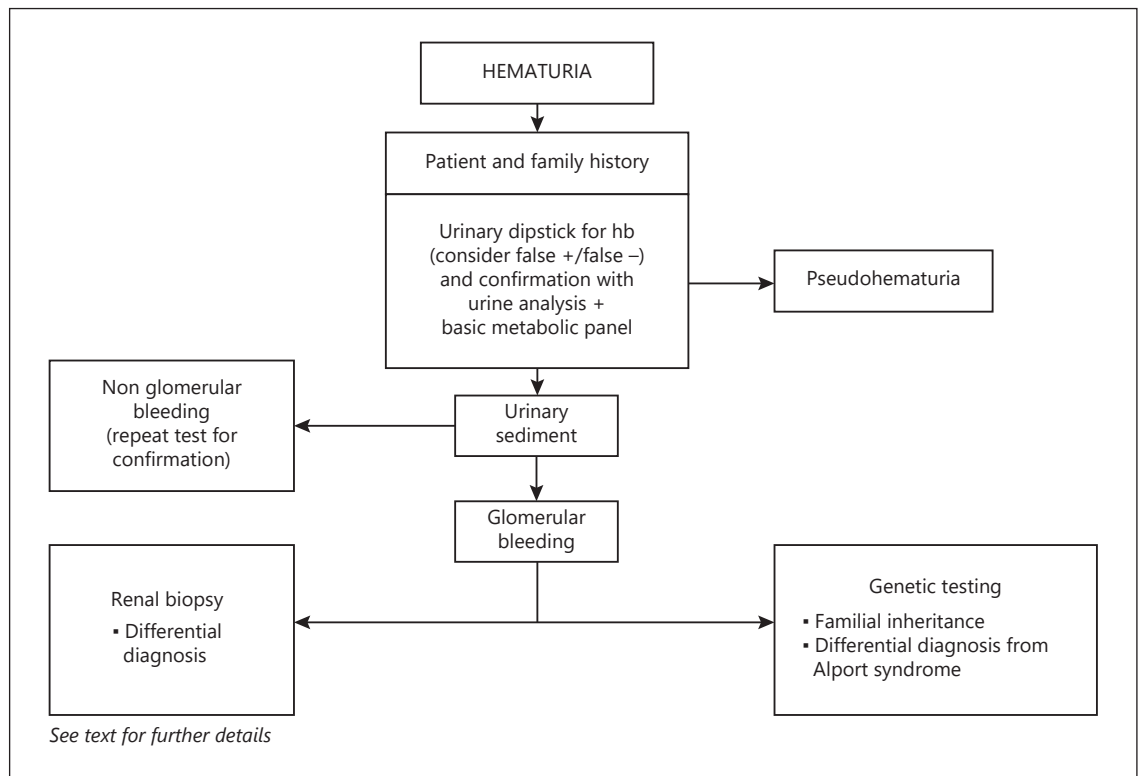 HEMATURIA
Patient and family history
Urinary dipstick for hb
(consider false +/false –)
and confirmation with
urine analysis +
basic metabolic panel
Pseudohematuria
Non glomerular
bleeding
(repeat test for
confirmation)
Urinary
sediment
Glomerular
bleeding
Renal biopsy
▪ Differential
diagnosis
Genetic testing
▪ Familial inheritance
▪ Differential diagnosis from
Alport syndrome
See text for further details